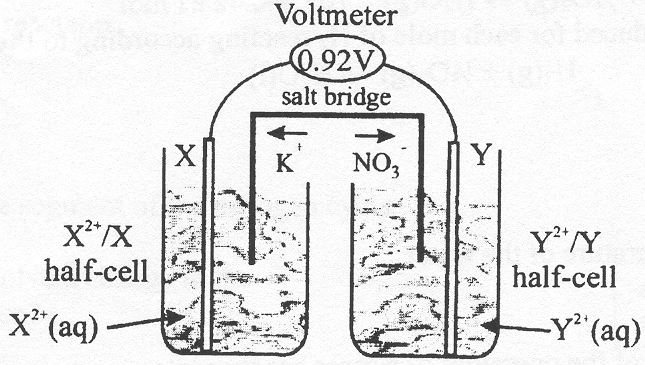 Voltmeter
0.92V
salt bridge
X
K⁺
NO₃⁻
Y
X²⁺/X
half-cell
Y²⁺/Y
half-cell
X²⁺(aq)
Y²⁺(aq)